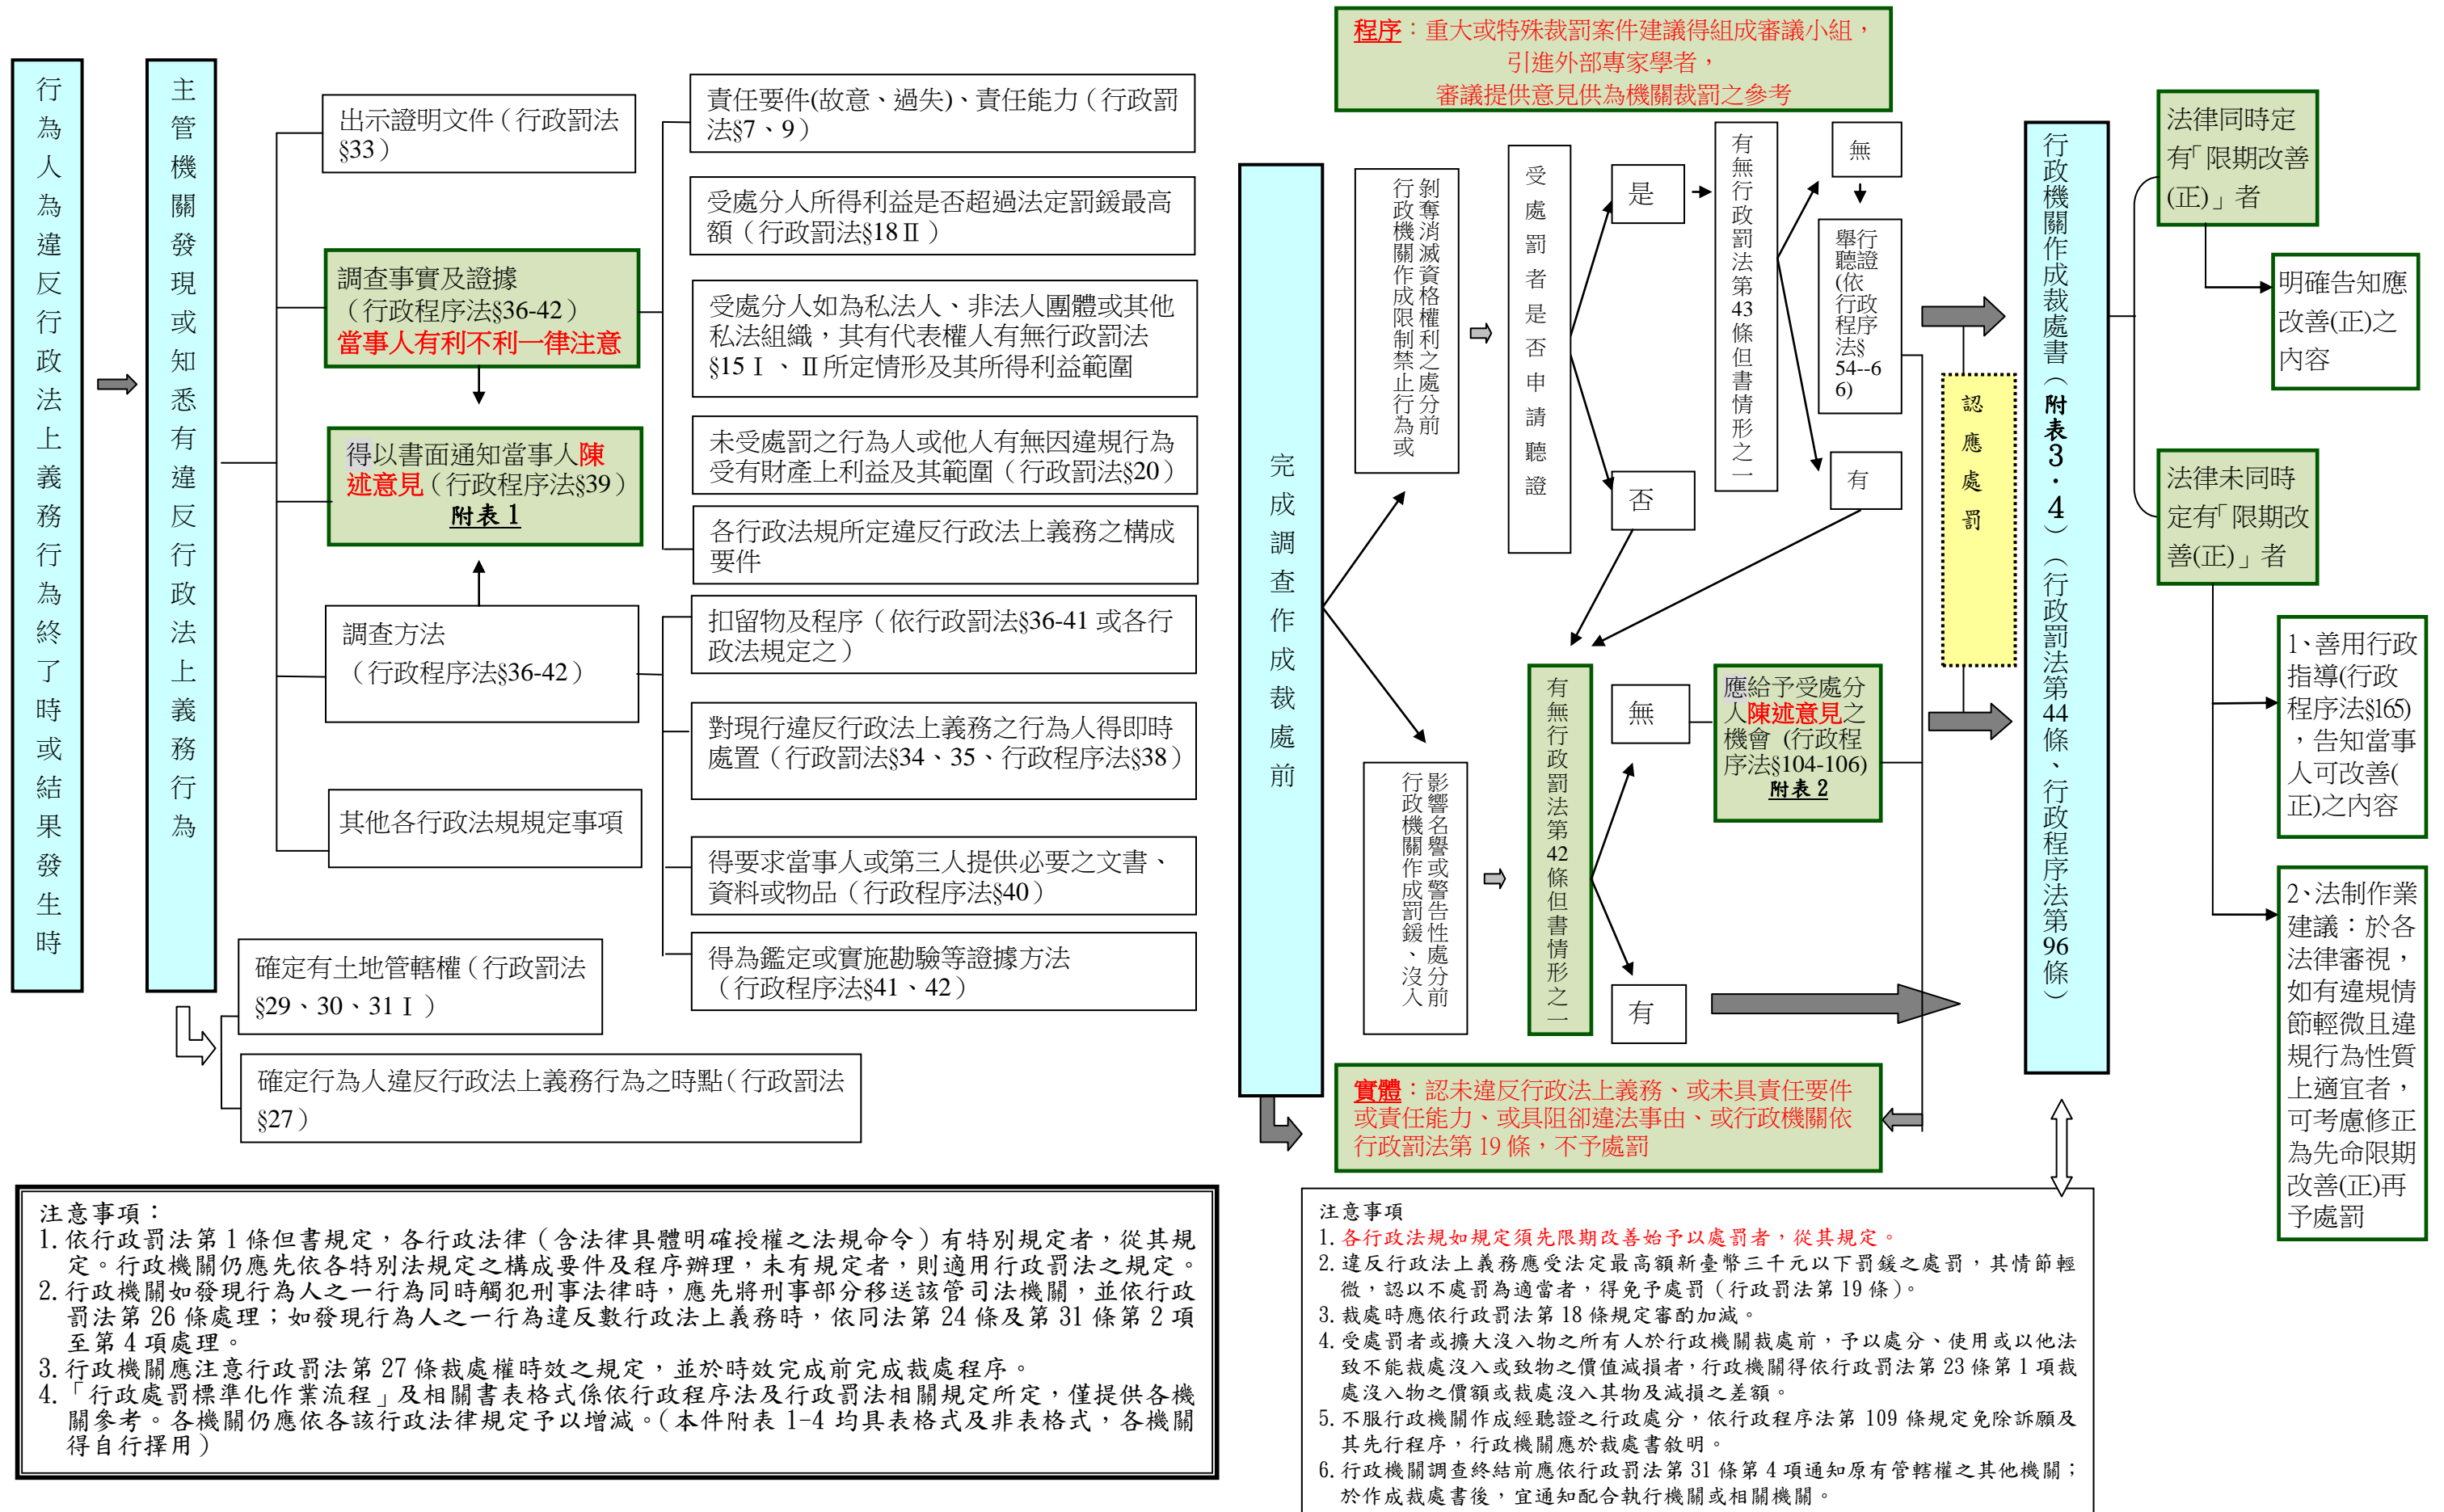 行為人為違反行政法上義務行為終了時或結果發生時
主管機關發現或知悉有違反行政法上義務行為
出示證明文件（行政罰法
§33）
調查事實及證據
（行政程序法§36-42）
當事人有利不利一律注意
得以書面通知當事人陳
述意見（行政程序法§39）
附表 1
調查方法
（行政程序法§36-42）
其他各行政法規規定事項
確定有土地管轄權（行政罰法
§29、30、31Ⅰ）
確定行為人違反行政法上義務行為之時點（行政罰法
§27）
責任要件(故意、過失)、責任能力（行政罰
法§7、9）
受處分人所得利益是否超過法定罰鍰最高
額（行政罰法§18Ⅱ）
受處分人如為私法人、非法人團體或其他
私法組織，其有代表權人有無行政罰法
§15Ⅰ、Ⅱ所定情形及其所得利益範圍
未受處罰之行為人或他人有無因違規行為
受有財產上利益及其範圍（行政罰法§20）
各行政法規所定違反行政法上義務之構成
要件
扣留物及程序（依行政罰法§36-41 或各行
政法規定之）
對現行違反行政法上義務之行為人得即時
處置（行政罰法§34、35、行政程序法§38）
得要求當事人或第三人提供必要之文書、
資料或物品（行政程序法§40）
得為鑑定或實施勘驗等證據方法
（行政程序法§41、42）
程序：重大或特殊裁罰案件建議得組成審議小組，
引進外部專家學者，
審議提供意見供為機關裁罰之參考
完成調查作成裁處前
行政機關作成限制禁止行為或
剝奪消滅資格權利之處分前
受處罰者是否申請聽證
是
否
有無行政罰法第43條但書情形之一
無
舉行
聽證
(依
行政
程序
法§
54--6
6)
有
行政機關作成罰鍰、沒入
影響名譽或警告性處分前
有無行政罰法第42條但書情形之一
無
應給予受處分
人陳述意見之
機會 (行政程
序法§104-106)
附表 2
有
實體：認未違反行政法上義務、或未具責任要件
或責任能力、或具阻卻違法事由、或行政機關依
行政罰法第 19 條，不予處罰
認應處罰
行政機關作成裁處書（附表3．4）（行政罰法第44條、行政程序法第96條）
法律同時定
有「限期改善
(正)」者
明確告知應
改善(正)之
內容
法律未同時
定有「限期改
善(正)」者
1、善用行政
指導(行政
程序法§165)
，告知當事
人可改善(
正)之內容
2、法制作業
建議：於各
法律審視，
如有違規情
節輕微且違
規行為性質
上適宜者，
可考慮修正
為先命限期
改善(正)再
予處罰
注意事項：
1.依行政罰法第 1 條但書規定，各行政法律（含法律具體明確授權之法規命令）有特別規定者，從其規
定。行政機關仍應先依各特別法規定之構成要件及程序辦理，未有規定者，則適用行政罰法之規定。
2.行政機關如發現行為人之一行為同時觸犯刑事法律時，應先將刑事部分移送該管司法機關，並依行政
罰法第 26 條處理；如發現行為人之一行為違反數行政法上義務時，依同法第 24 條及第 31 條第 2 項
至第 4 項處理。
3.行政機關應注意行政罰法第 27 條裁處權時效之規定，並於時效完成前完成裁處程序。
4.「行政處罰標準化作業流程」及相關書表格式係依行政程序法及行政罰法相關規定所定，僅提供各機
關參考。各機關仍應依各該行政法律規定予以增減。(本件附表 1-4 均具表格式及非表格式，各機關
得自行擇用)
注意事項
1.各行政法規如規定須先限期改善始予以處罰者，從其規定。
2.違反行政法上義務應受法定最高額新臺幣三千元以下罰鍰之處罰，其情節輕
微，認以不處罰為適當者，得免予處罰（行政罰法第 19 條)。
3.裁處時應依行政罰法第 18 條規定審酌加減。
4.受處罰者或擴大沒入物之所有人於行政機關裁處前，予以處分、使用或以他法
致不能裁處沒入或致物之價值減損者，行政機關得依行政罰法第 23 條第 1 項裁
處沒入物之價額或裁處沒入其物及減損之差額。
5.不服行政機關作成經聽證之行政處分，依行政程序法第 109 條規定免除訴願及
其先行程序，行政機關應於裁處書敘明。
6.行政機關調查終結前應依行政罰法第 31 條第 4 項通知原有管轄權之其他機關；
於作成裁處書後，宜通知配合執行機關或相關機關。